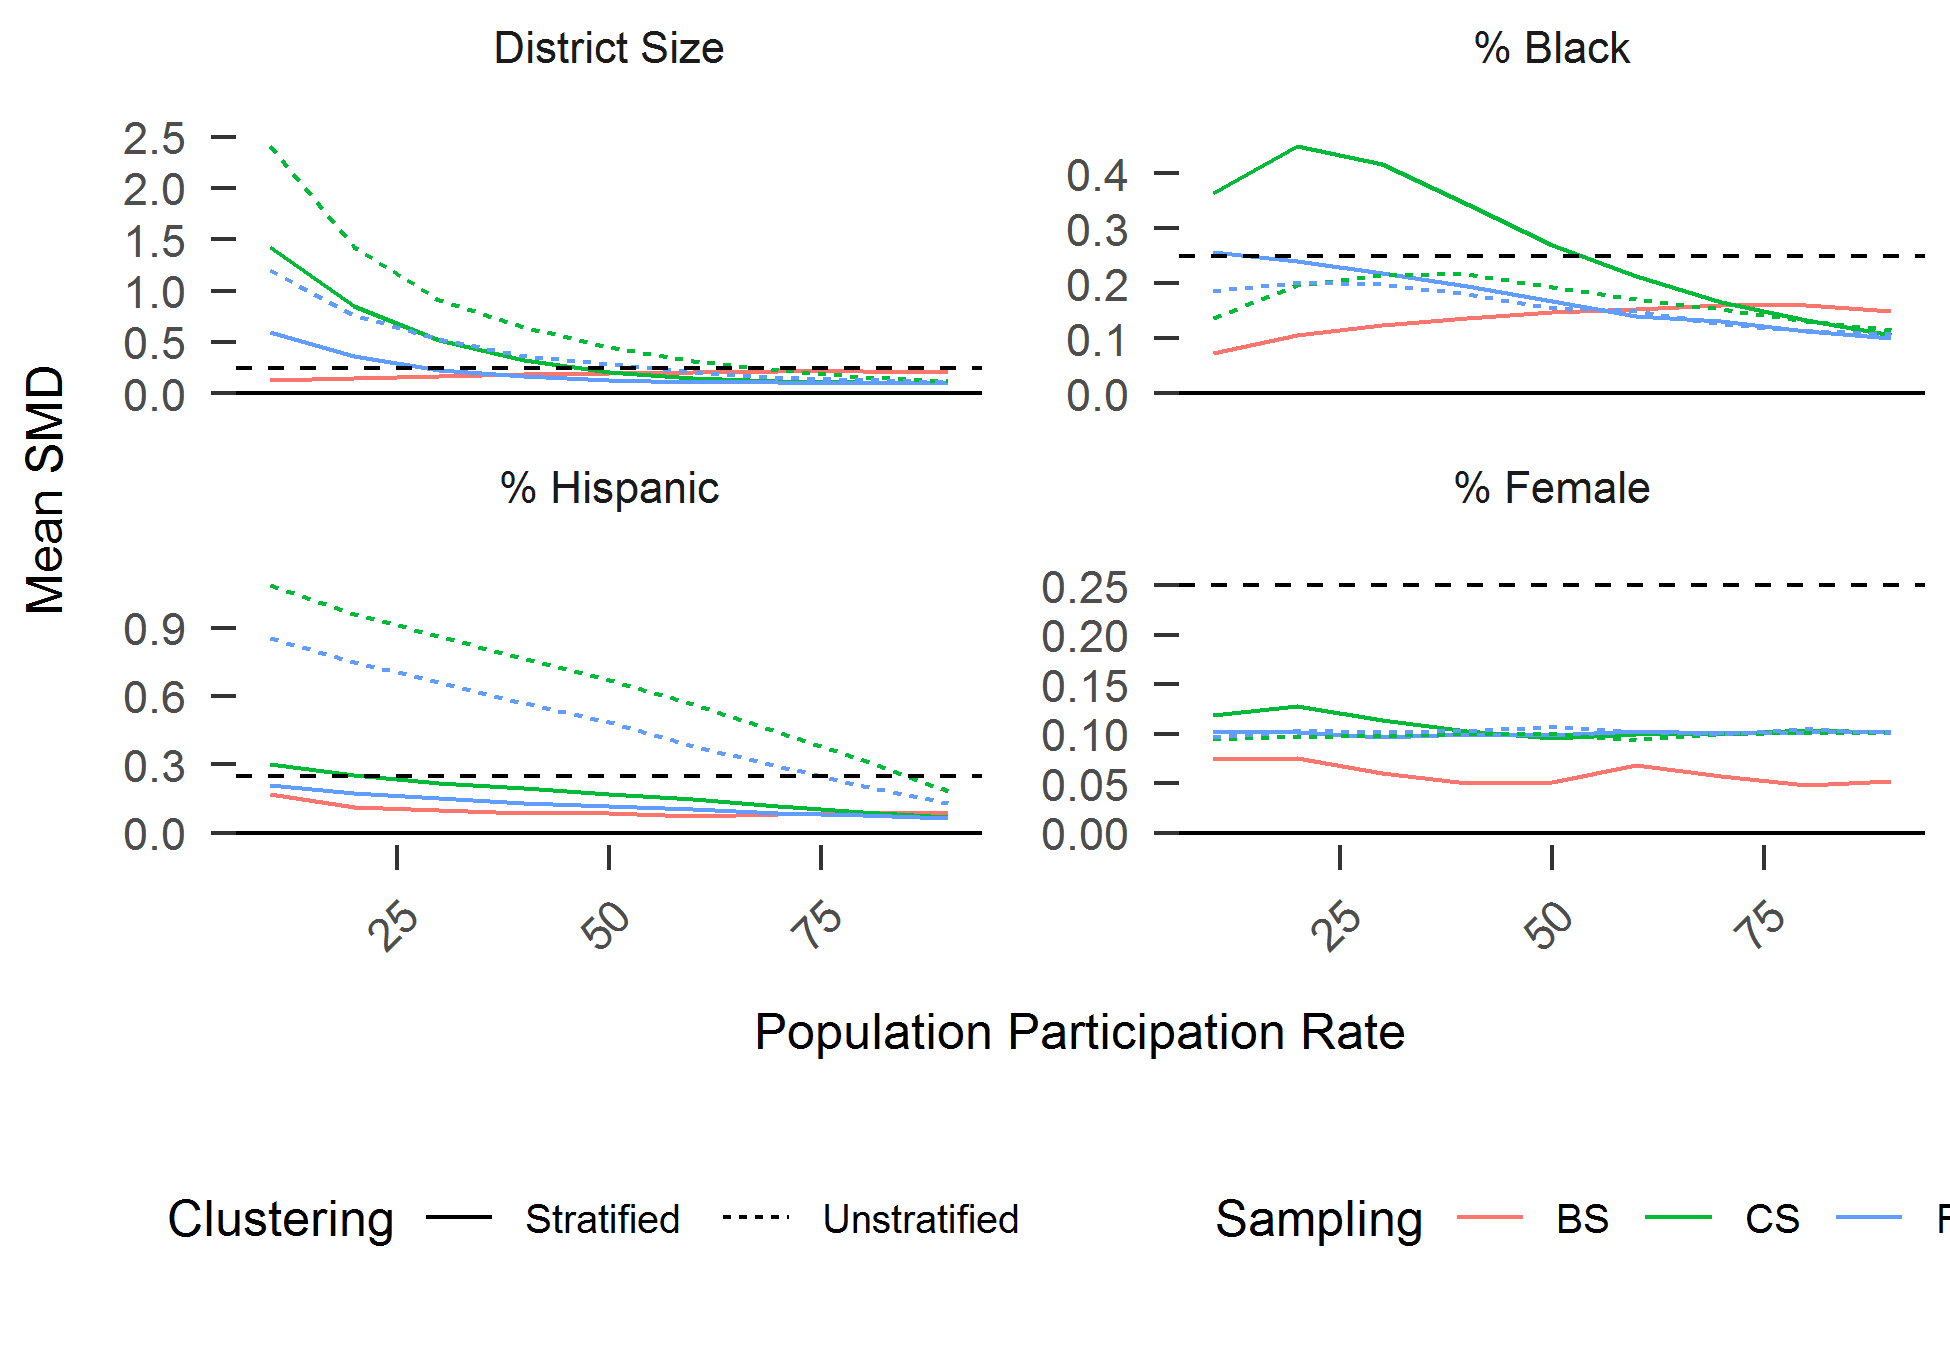 District Size
% Black
2.5
2.0
1.5
1.0
0.5
0.0
0.4
0.3
0.2
0.1
0.0
Mean SMD
% Hispanic
% Female
0.9
0.6
0.3
0.0
0.25
0.20
0.15
0.10
0.05
0.00
25 50 75
25 50 75
Population Participation Rate
Clustering Stratified Unstratified Sampling BS CS